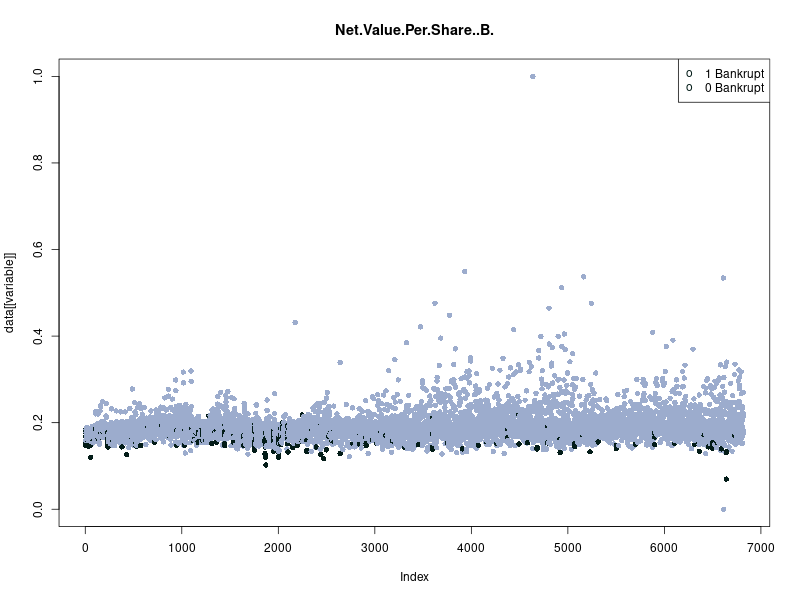 Net.Value.Per.Share..B.
1 Bankrupt
0 Bankrupt
data[[variable]]
1.0
0.8
0.6
0.4
0.2
0.0
0 1000 2000 3000 4000 5000 6000 7000
Index